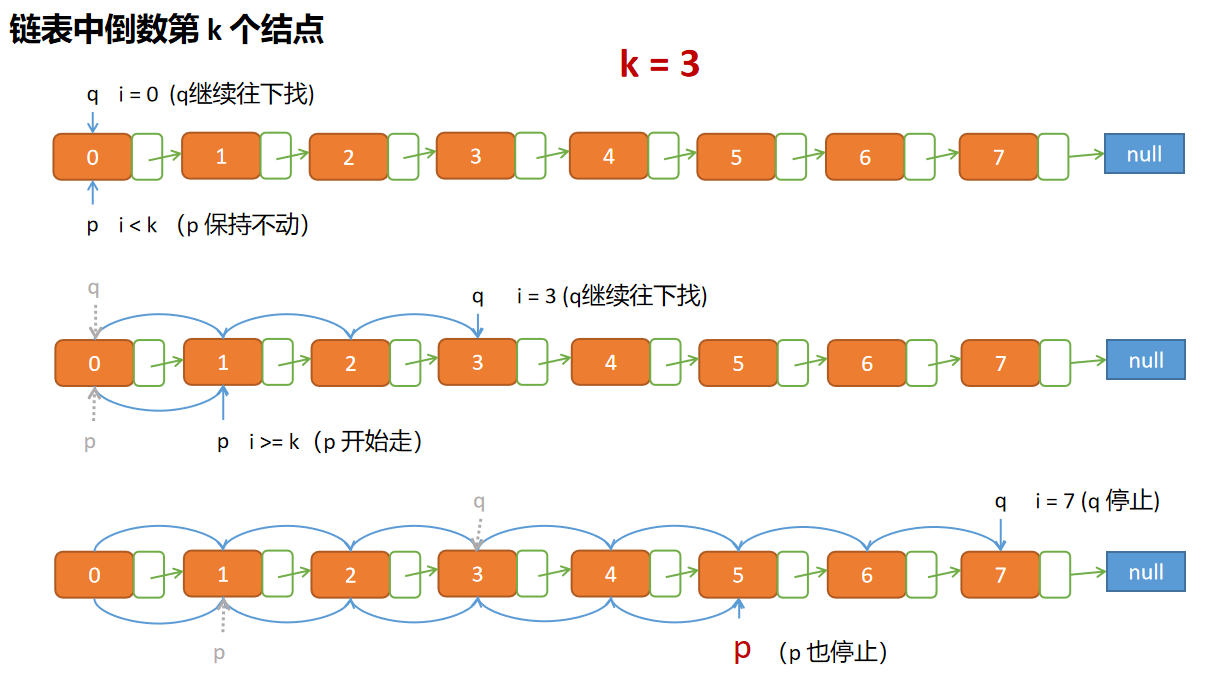 链表中倒数第 k 个结点
k = 3
q i = 0 (q继续往下找)
0 1 2 3 4 5 6 7 null
p i < k （p 保持不动）
q
q i = 3 (q继续往下找)
0 1 2 3 4 5 6 7 null
p
p i >= k（p 开始走）
q
q i = 7 (q 停止)
0 1 2 3 4 5 6 7 null
p
p （p 也停止）